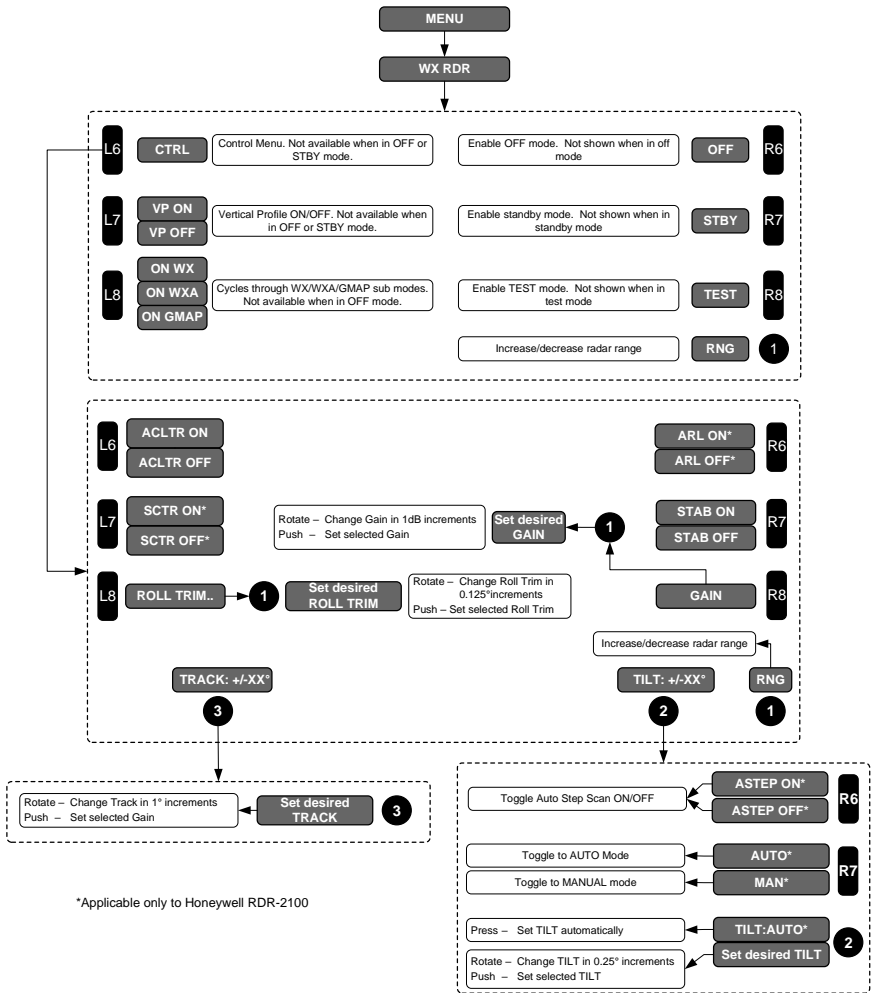 MENU
WX RDR
L6
CTRL
Control Menu. Not available when in OFF or
STBY mode.
Enable OFF mode. Not shown when in off
mode
OFF
R6
L7
VP ON
VP OFF
Vertical Profile ON/OFF. Not available when
in OFF or STBY mode.
Enable standby mode. Not shown when in
standby mode
STBY
R7
L8
ON WX
ON WXA
ON GMAP
Cycles through WX/WXA/GMAP sub modes.
Not available when in OFF mode.
Enable TEST mode. Not shown when in
test mode
TEST
R8
Increase/decrease radar range
RNG
1
L6
ACLTR ON
ACLTR OFF
ARL ON*
ARL OFF*
R6
L7
SCTR ON*
SCTR OFF*
Rotate – Change Gain in 1dB increments
Push – Set selected Gain
Set desired
GAIN
1
STAB ON
STAB OFF
R7
L8
ROLL TRIM..
1
Set desired
ROLL TRIM
Rotate – Change Roll Trim in
0.125°increments
Push – Set selected Roll Trim
GAIN
R8
Increase/decrease radar range
TRACK: +/-XX°
3
TILT: +/-XX°
2
RNG
1
Rotate – Change Track in 1° increments
Push – Set selected Gain
Set desired
TRACK
3
Toggle Auto Step Scan ON/OFF
ASTEP ON*
ASTEP OFF*
R6
Toggle to AUTO Mode
AUTO*
Toggle to MANUAL mode
MAN*
R7
Press – Set TILT automatically
TILT:AUTO*
Rotate – Change TILT in 0.25° increments
Push – Set selected TILT
Set desired TILT
2
*Applicable only to Honeywell RDR-2100